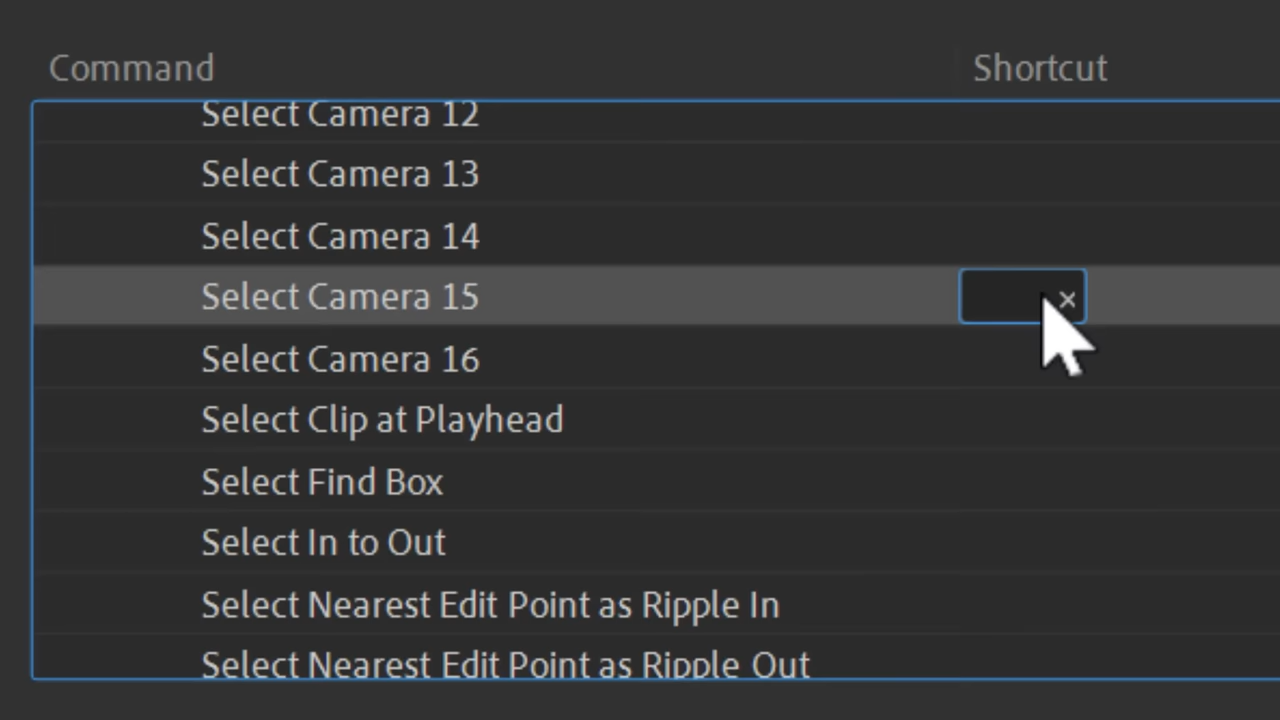 Command Shortcut
Select Camera 12
Select Camera 13
Select Camera 14
Select Camera 15
Select Camera 16
Select Clip at Playhead
Select Find Box
Select In to Out
Select Nearest Edit Point as Ripple In
Select Nearest Edit Point as Ripple Out